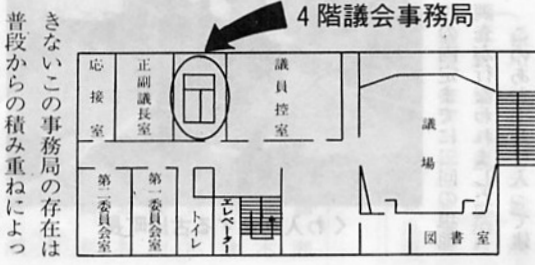 4階議会事務局
きないこの事務局の存在は
普段からの積み重ねによっ
応接室
正副議長室
議員控室
議場
第二委員会室
第一委員会室
トイレ
エレベーター
図書室